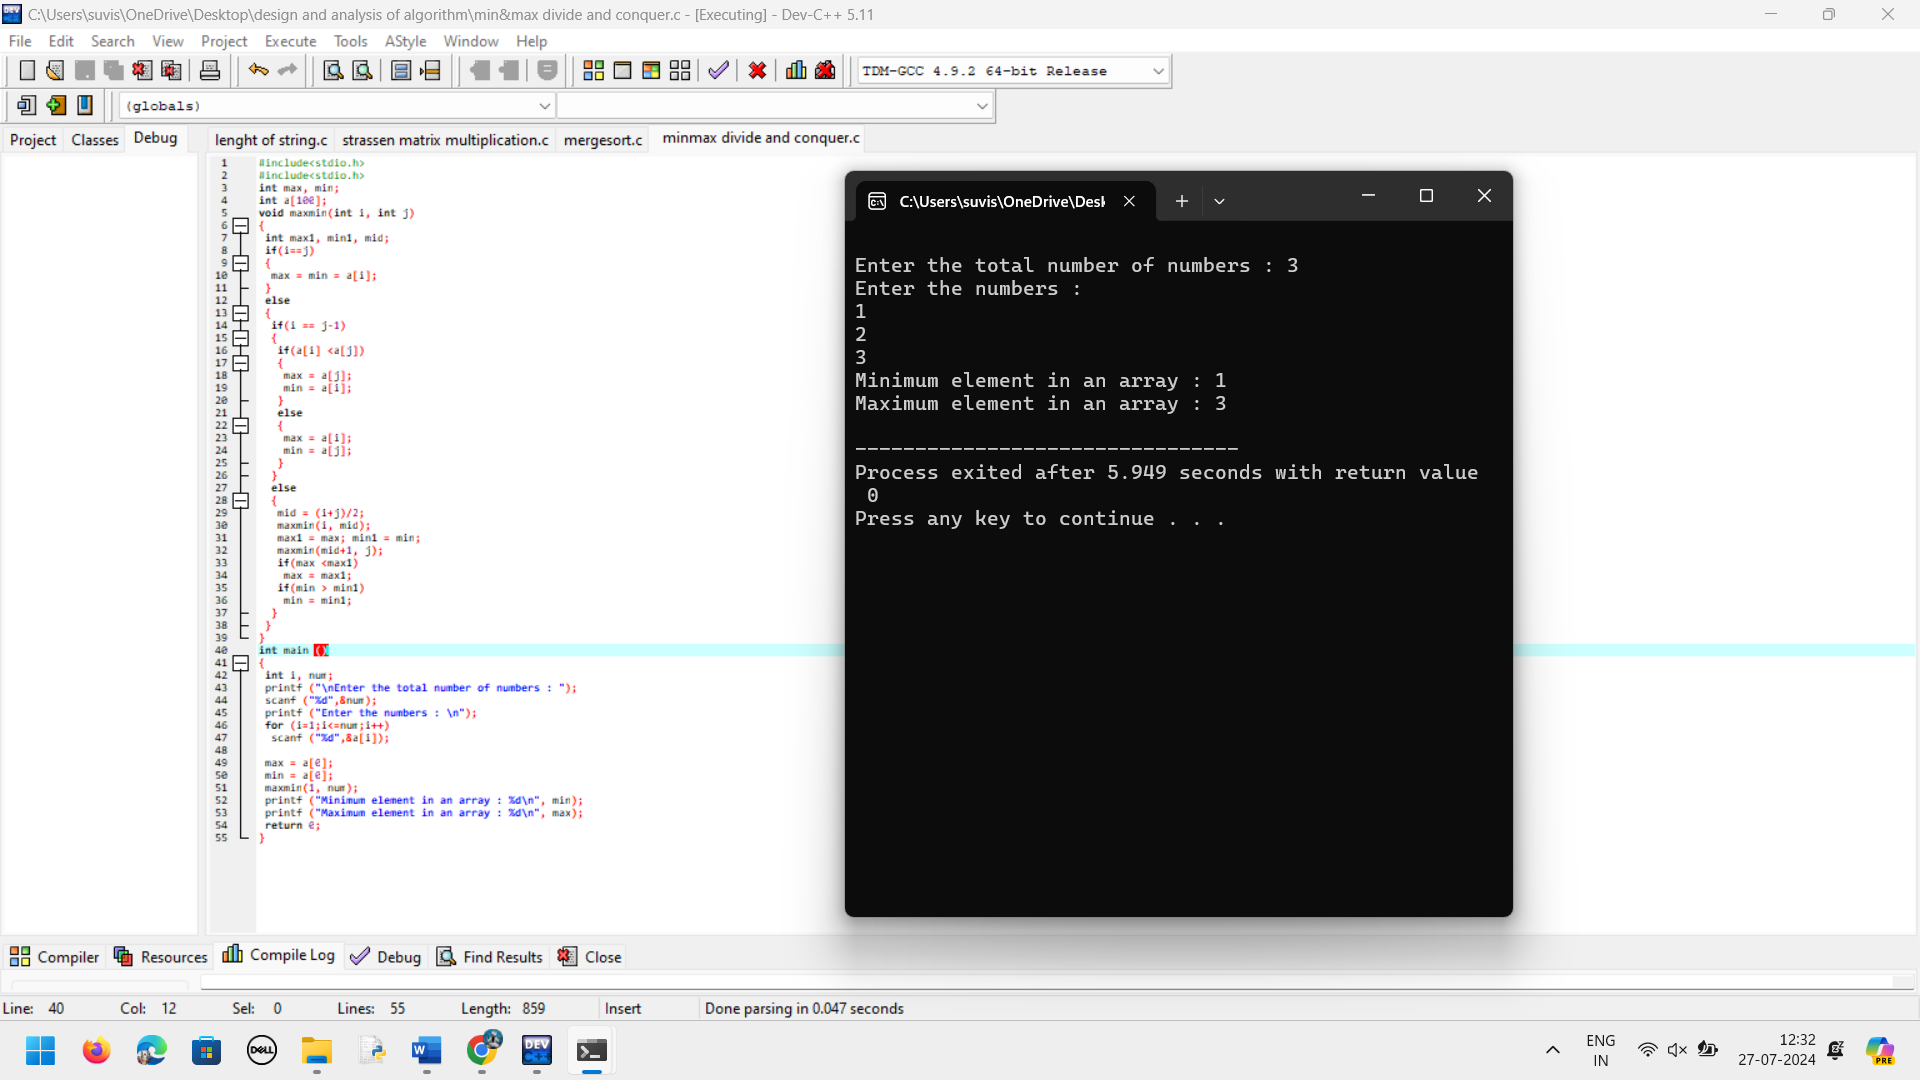 C:\Users\suvis\OneDrive\Desktop\design and analysis of algorithm\min&max divide and conquer.c - [Executing] - Dev-C++ 5.11
File Edit Search View Project Execute Tools AStyle Window Help
TDM-GCC 4.9.2 64-bit Release
(globals)
Project Classes Debug
lenght of string.c strassen matrix multiplication.c mergesort.c minmax divide and conquer.c
1 #include<stdio.h>
2 #include<stdio.h>
3 int max, min;
4 int a[100];
5 void maxmin(int i, int j)
6 {
7 int max1, min1, mid;
8 if(i==j)
9 {
10 max = min = a[i];
11 }
12 else
13 {
14 if(i == j-1)
15 {
16 if(a[i] <a[j])
17 {
18 max = a[j];
19 min = a[i];
20 }
21 else
22 {
23 max = a[i];
24 min = a[j];
25 }
26 }
27 else
28 {
29 mid = (i+j)/2;
30 maxmin(i, mid);
31 max1 = max; min1 = min;
32 maxmin(mid+1, j);
33 if(max <max1)
34 max = max1;
35 if(min > min1)
36 min = min1;
37 }
38 }
39 }
40 int main ()
41 {
42 int i, num;
43 printf ("\nEnter the total number of numbers : ");
44 scanf ("%d",&num);
45 printf ("Enter the numbers : \n");
46 for (i=1;i<=num;i++)
47 scanf ("%d",&a[i]);
48
49 max = a[0];
50 min = a[0];
51 maxmin(1, num);
52 printf ("Minimum element in an array : %d\n", min);
53 printf ("Maximum element in an array : %d\n", max);
54 return 0;
55 }
C:\Users\suvis\OneDrive\Desk
Enter the total number of numbers : 3
Enter the numbers :
1
2
3
Minimum element in an array : 1
Maximum element in an array : 3
--------------------------------
Process exited after 5.949 seconds with return value
0
Press any key to continue . . .
Compiler Resources Compile Log Debug Find Results Close
Line: 40 Col: 12 Sel: 0 Lines: 55 Length: 859 Insert Done parsing in 0.047 seconds
DELL
DEV
C++
ENG
IN
12:32
27-07-2024
PRE